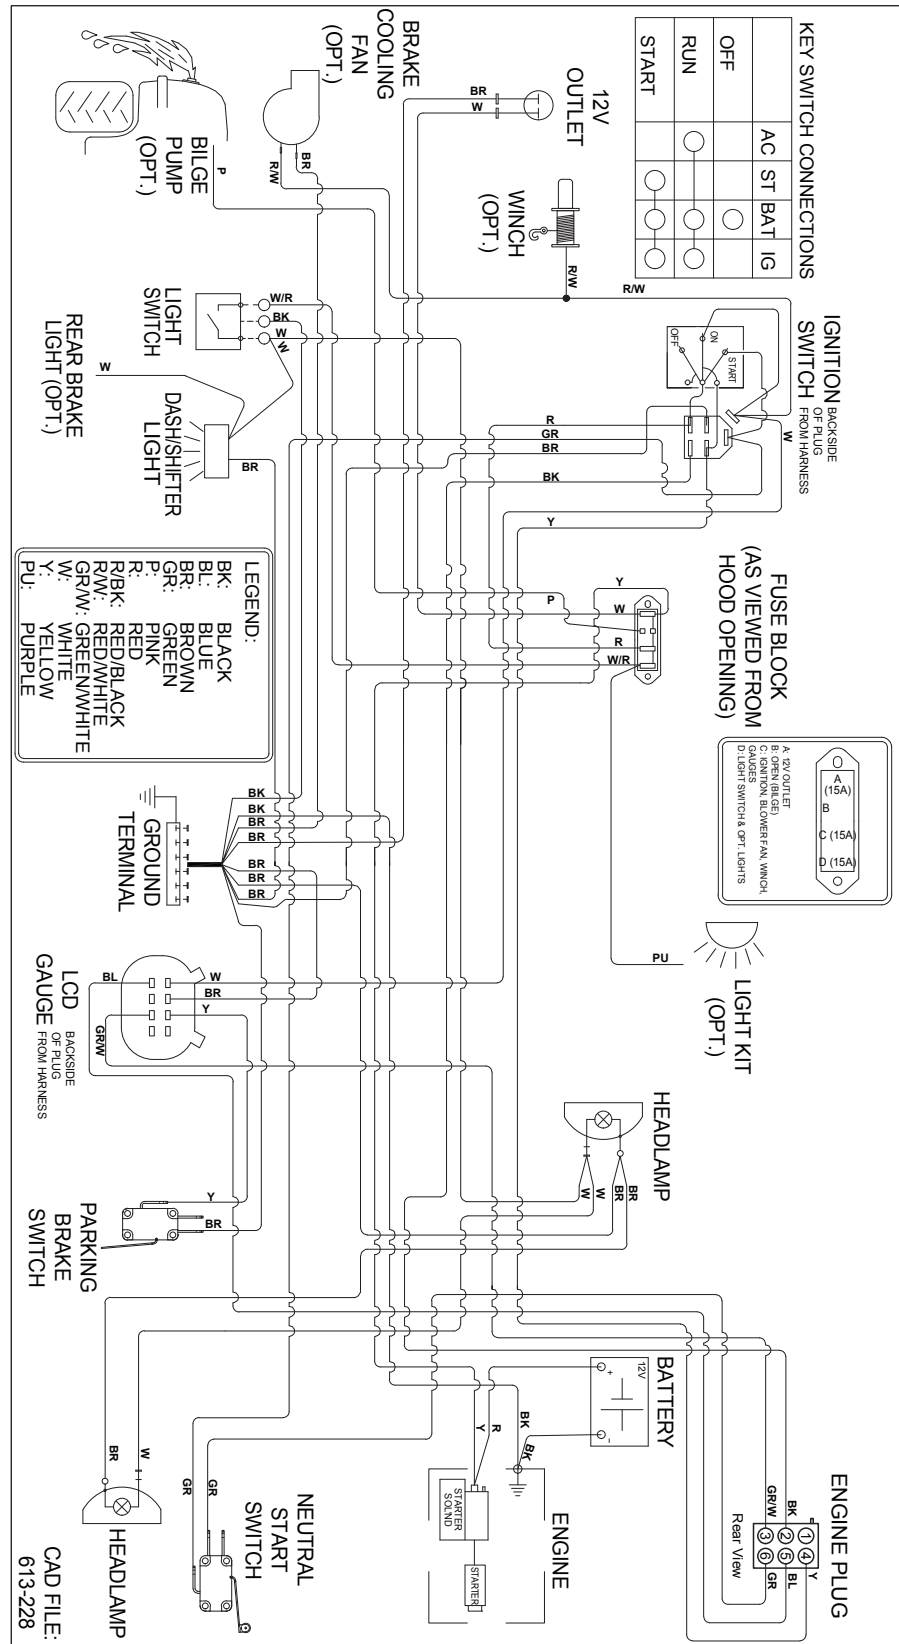 KEY SWITCH CONNECTIONS
AC ST BAT IG
OFF
RUN
START
12V
OUTLET
BR
W
BRAKE
COOLING
FAN
(OPT.)
BR
R/W
BILGE
PUMP
(OPT.)
P
WINCH
(OPT.)
R/W
R/W
IGNITION
SWITCH
BACKSIDE
OF PLUG
FROM HARNESS
OFF
ON
START
W
R
GR
BR
BK
Y
LIGHT
SWITCH
W/R
BK
W
W
REAR BRAKE
LIGHT (OPT.)
W
DASH/SHIFTER
LIGHT
BR
FUSE BLOCK
(AS VIEWED FROM
HOOD OPENING)
Y
W
P
R
W/R
A
(15A)
B
C (15A)
D (15A)
A: 12V OUTLET
B: OPEN (BILGE)
C: IGNITION, BLOWER FAN, WINCH,
GAUGES
D: LIGHT SWITCH & OPT. LIGHTS
LEGEND:
BK: BLACK
BL: BLUE
BR: BROWN
GR: GREEN
P: PINK
R: RED
R/BK: RED/BLACK
R/W: RED/WHITE
GR/W: GREEN/WHITE
W: WHITE
Y: YELLOW
PU: PURPLE
LIGHT KIT
(OPT.)
PU
GROUND
TERMINAL
BK
BK
BR
BR
BR
BR
BR
LCD
GAUGE
BACKSIDE
OF PLUG
FROM HARNESS
BL
W
BR
Y
GR/W
HEADLAMP
W
W
BR
BR
PARKING
BRAKE
SWITCH
Y
BR
BATTERY
12V
+
-
BK
BK
R
Y
ENGINE
STARTER
SOLND
STARTER
ENGINE PLUG
1 4
2 5
3 6
Rear View
Y
BK
BL
GR/W
GR
NEUTRAL
START
SWITCH
GR
GR
HEADLAMP
W
BR
CAD FILE:
613-228